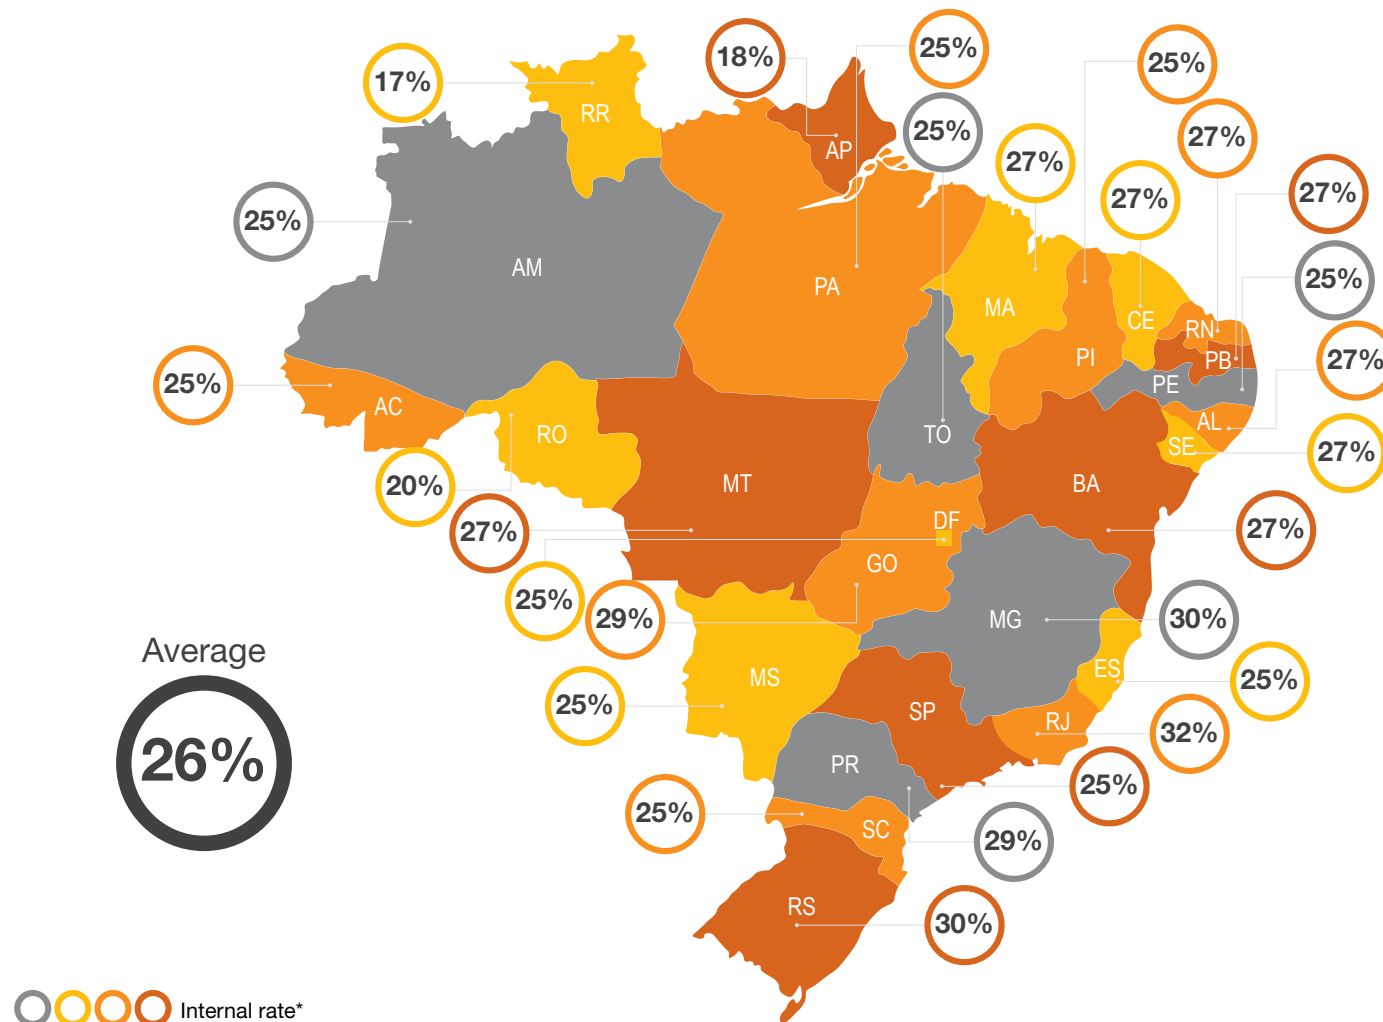 25%
25%
17%
18%
RR
25%
27%
AP
27%
27%
27%
25%
AM
25%
PA
MA
CE
RN
PI
PB
27%
25%
PE
AC
AL
RO
TO
SE
27%
20%
MT
BA
DF
27%
27%
GO
25%
29%
MG
30%
Average
ES
MS
25%
25%
SP
RJ
32%
26%
PR
25%
25%
SC
29%
RS
30%
Internal rate*